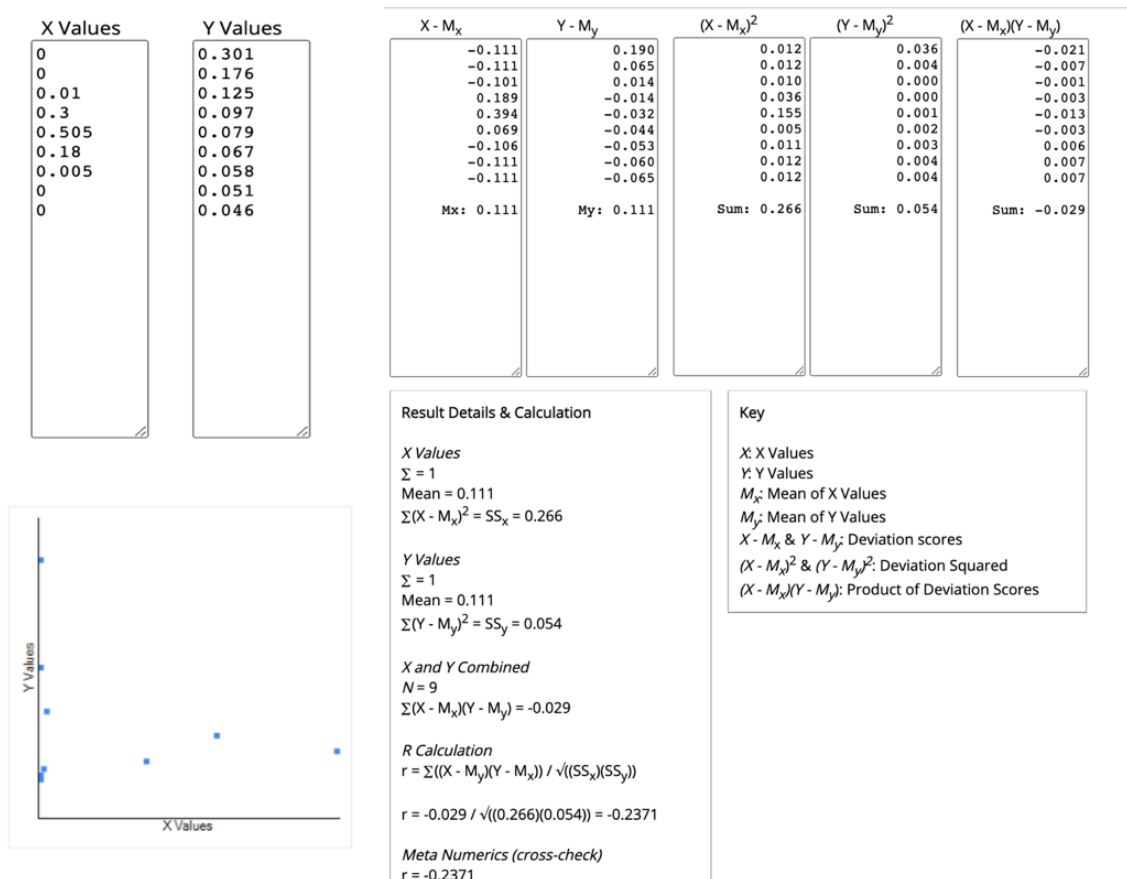 X Values
0
0
0.01
0.3
0.505
0.18
0.005
0
0
Y Values
0.301
0.176
0.125
0.097
0.079
0.067
0.058
0.051
0.046
X - Mx
-0.111
-0.111
-0.101
0.189
0.394
0.069
-0.106
-0.111
-0.111
Mx: 0.111
Y - My
0.190
0.065
0.014
-0.014
-0.032
-0.044
-0.053
-0.060
-0.065
My: 0.111
(X - Mx)2
0.012
0.012
0.010
0.036
0.155
0.005
0.011
0.012
0.012
Sum: 0.266
(Y - My)2
0.036
0.004
0.000
0.000
0.001
0.002
0.003
0.004
0.004
Sum: 0.054
(X - Mx)(Y - My)
-0.021
-0.007
-0.001
-0.003
-0.013
-0.003
0.006
0.007
0.007
Sum: -0.029
Y Values
X Values
Result Details & Calculation
X Values
Σ = 1
Mean = 0.111
Σ(X - Mx)2 = SSx = 0.266
Y Values
Σ = 1
Mean = 0.111
Σ(Y - My)2 = SSy = 0.054
X and Y Combined
N = 9
Σ(X - Mx)(Y - My) = -0.029
R Calculation
r = Σ((X - My)(Y - Mx)) / √((SSx)(SSy))
r = -0.029 / √((0.266)(0.054)) = -0.2371
Meta Numerics (cross-check)
r = -0.2371
Key
X: X Values
Y: Y Values
Mx: Mean of X Values
My: Mean of Y Values
X - Mx & Y - My: Deviation scores
(X - Mx)2 & (Y - My)2: Deviation Squared
(X - Mx)(Y - My): Product of Deviation Scores